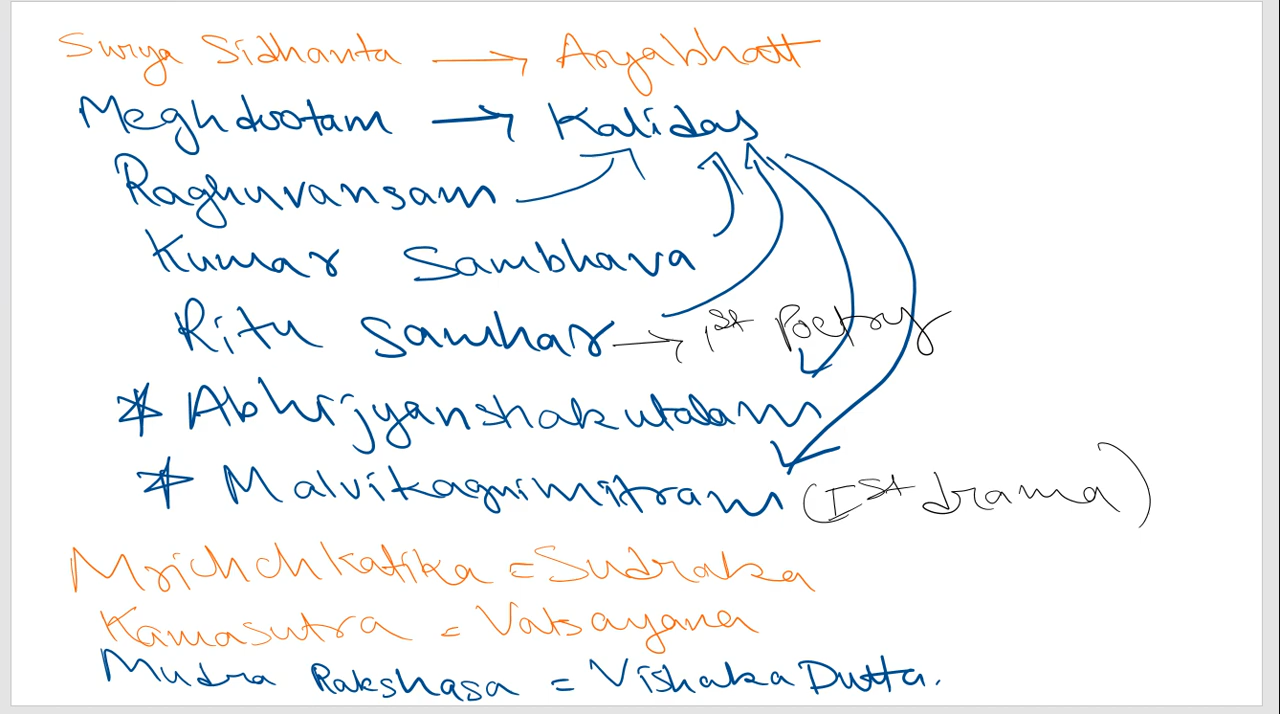 Surya Sidhanta → Aryabhatt
Meghdootam → Kalidas
Raghuvansam
Kumar Sambhava
Ritu Samhar → 1st Poetry
* Abhijyanshakutalam
* Malvikagnimitram (Ist drama)
Mrichchkatika = Sudraka
Kamasutra = Vatsayana
Mudra Rakshasa = Vishaka Dutta.